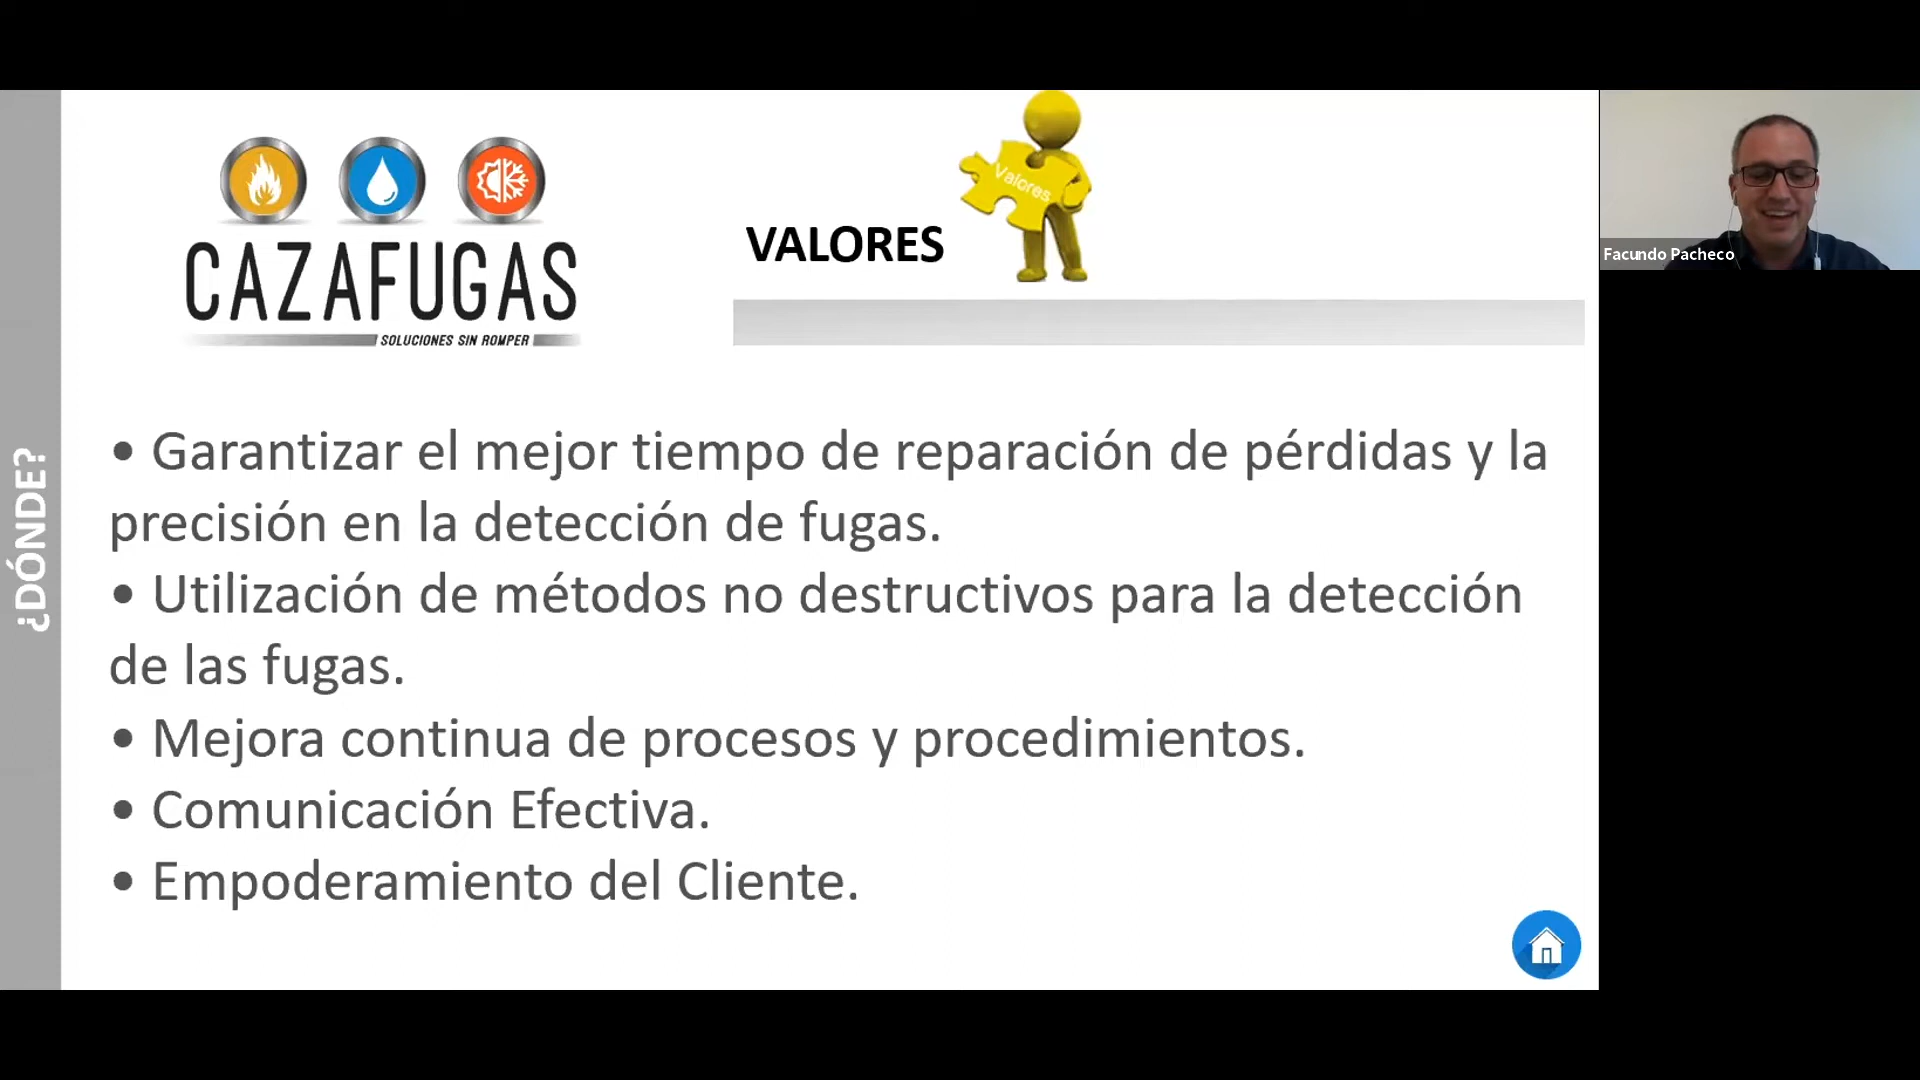 ¿DÓNDE?
CAZAFUGAS
SOLUCIONES SIN ROMPER
VALORES
Valores
Facundo Pacheco
• Garantizar el mejor tiempo de reparación de pérdidas y la
precisión en la detección de fugas.
• Utilización de métodos no destructivos para la detección
de las fugas.
• Mejora continua de procesos y procedimientos.
• Comunicación Efectiva.
• Empoderamiento del Cliente.